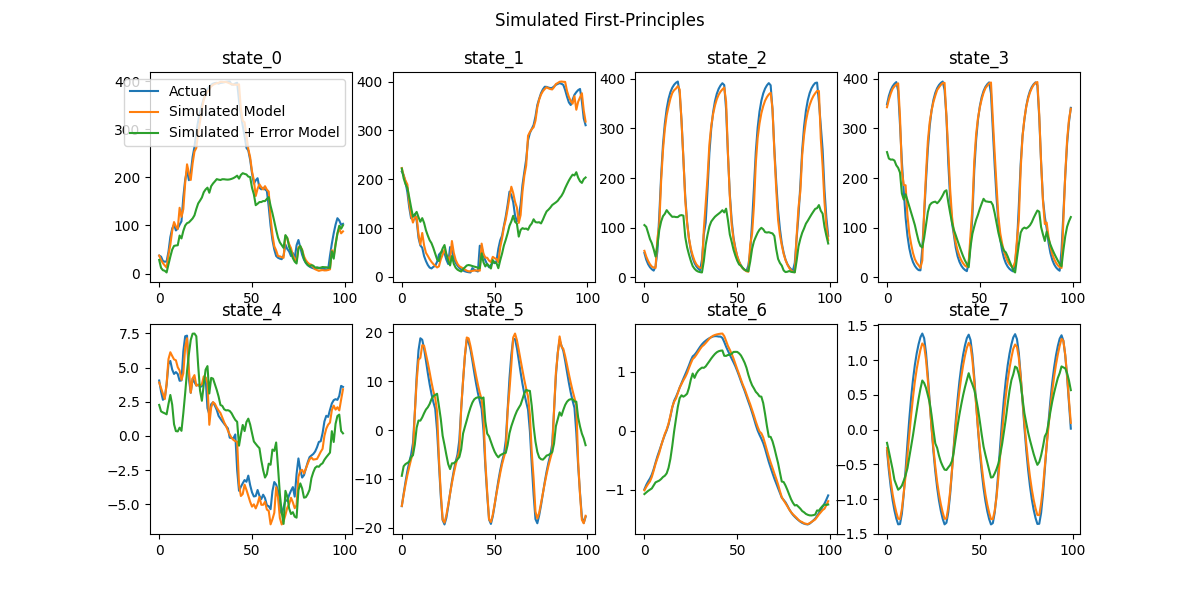 Simulated First-Principles
state_0 state_1 state_2 state_3
Actual
Simulated Model
Simulated + Error Model
400 400 400 400
300 300 300 300
200 200 200 200
100 100 100 100
0 0 0 0
0 50 100 0 50 100 0 50 100 0 50 100
state_4 state_5 state_6 state_7
7.5 20 1.5
5.0 10 1 1.0
2.5 0.5
0.0 0 0 0.0
−2.5 −10 −0.5
−5.0 −1 −1.0
−20 −1.5
0 50 100 0 50 100 0 50 100 0 50 100